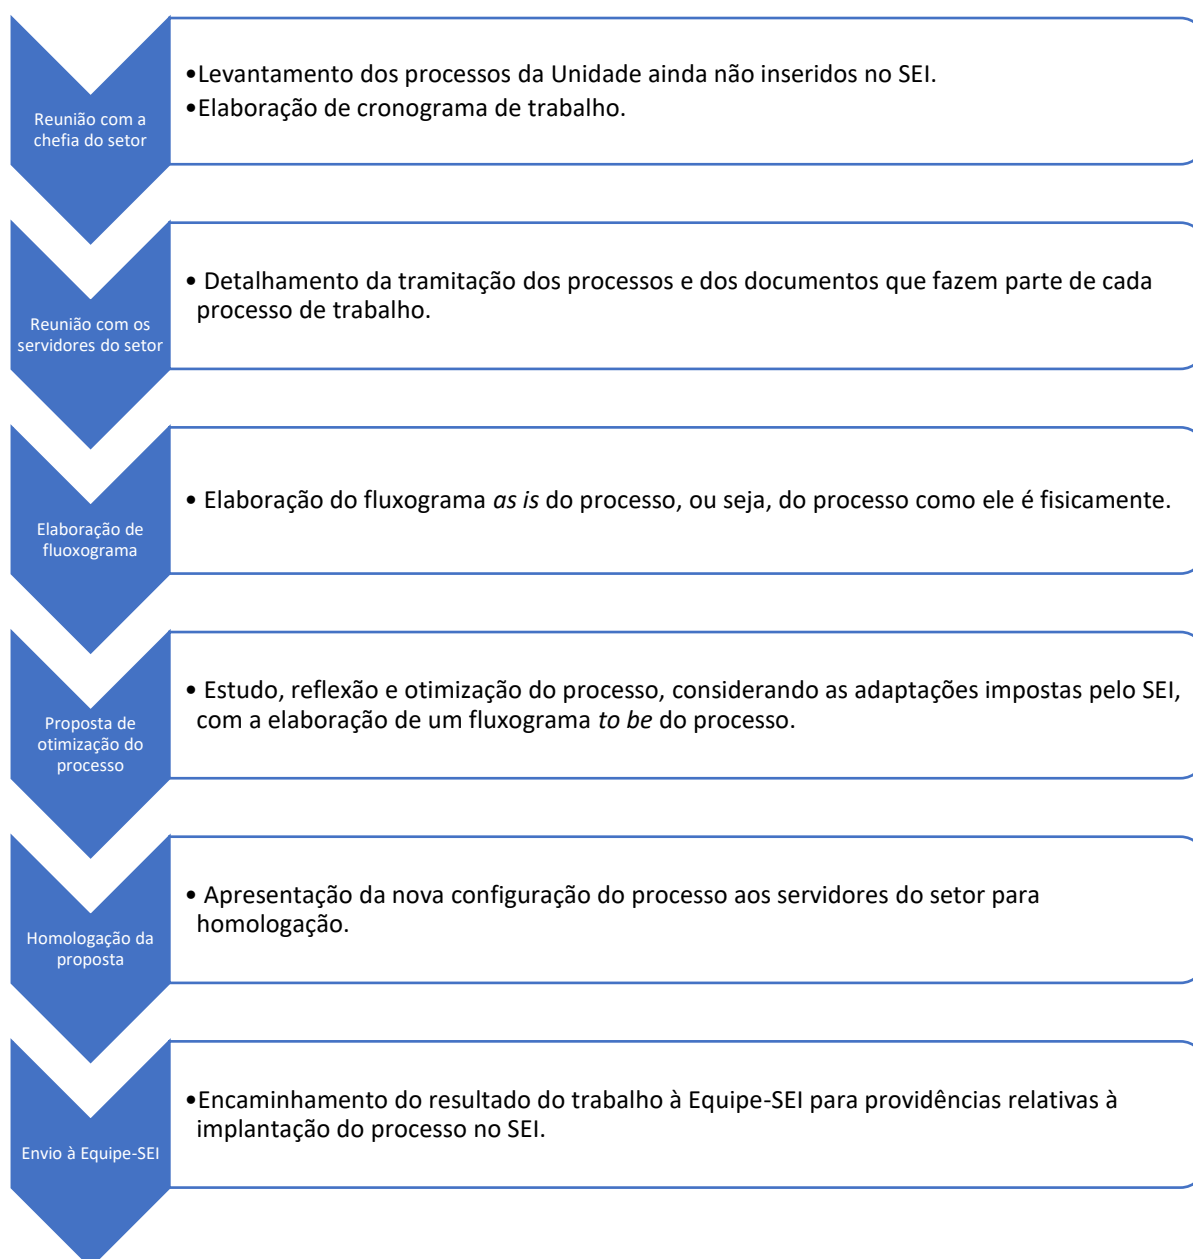 •Levantamento dos processos da Unidade ainda não inseridos no SEI.
•Elaboração de cronograma de trabalho.
Reunião com a
chefia do setor
• Detalhamento da tramitação dos processos e dos documentos que fazem parte de cada
processo de trabalho.
Reunião com os
servidores do setor
• Elaboração do fluxograma as is do processo, ou seja, do processo como ele é fisicamente.
Elaboração de
fluoxograma
• Estudo, reflexão e otimização do processo, considerando as adaptações impostas pelo SEI,
com a elaboração de um fluxograma to be do processo.
Proposta de
otimização do
processo
• Apresentação da nova configuração do processo aos servidores do setor para
homologação.
Homologação da
proposta
•Encaminhamento do resultado do trabalho à Equipe-SEI para providências relativas à
implantação do processo no SEI.
Envio à Equipe-SEI